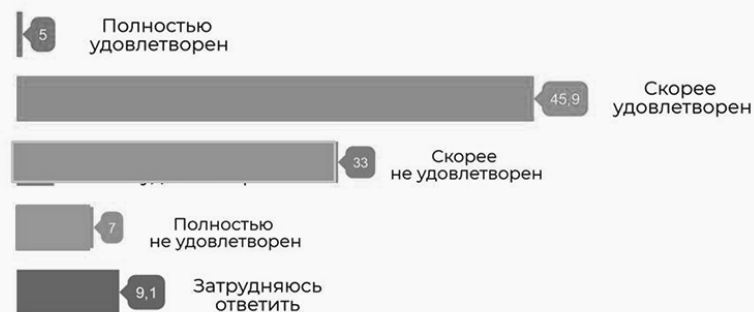 5
Полностью
удовлетворен
45,9
Скорее
удовлетворен
33
Скорее
не удовлетворен
7
Полностью
не удовлетворен
9,1
Затрудняюсь
ответить